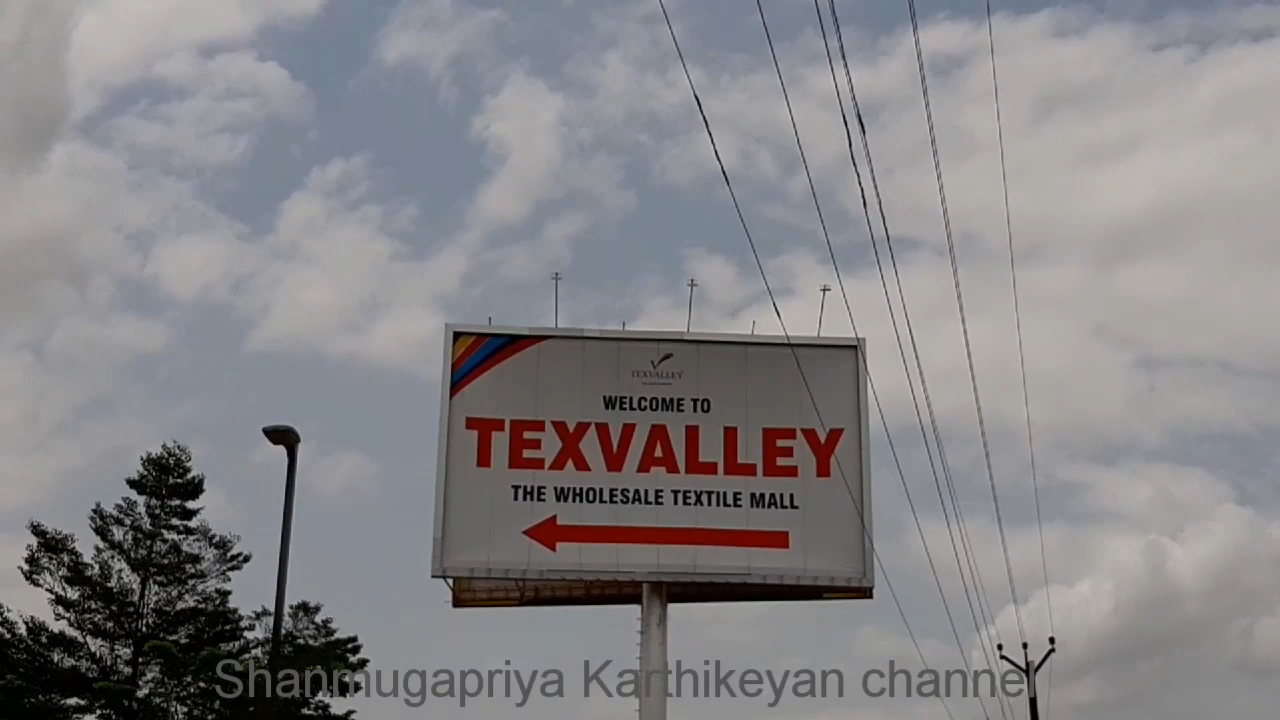 TEXVALLEY
WELCOME TO
TEXVALLEY
THE WHOLESALE TEXTILE MALL
Shanmugapriya Karthikeyan channel